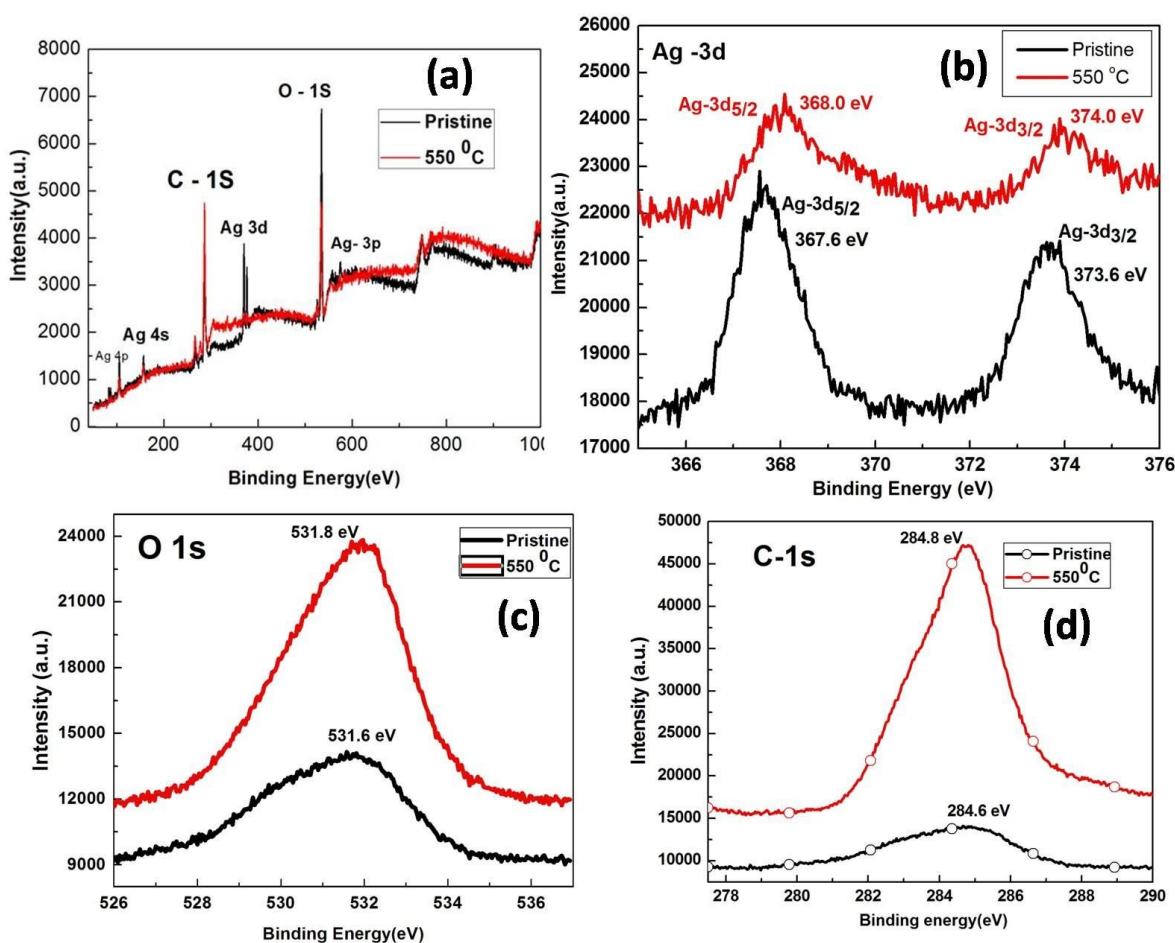 (a)
8000
7000
6000
5000
4000
3000
2000
1000
0
Intensity(a.u.)
O - 1S
C - 1S
Ag 3d
Ag- 3p
Ag 4s
Ag 4p
Pristine
550 ⁰C
200
400
600
800
100
Binding Energy(eV)
Ag -3d
(b)
Pristine
550 °C
26000
25000
24000
23000
22000
21000
20000
19000
18000
17000
Intensity(a.u.)
Ag-3d5/2
368.0 eV
Ag-3d3/2
374.0 eV
Ag-3d5/2
367.6 eV
Ag-3d3/2
373.6 eV
366
368
370
372
374
376
Binding Energy (eV)
O 1s
531.8 eV
Pristine
550 ⁰C
(c)
24000
21000
18000
15000
12000
9000
Intensity (a.u.)
531.6 eV
526
528
530
532
534
536
Binding Energy(eV)
C-1s
284.8 eV
Pristine
550⁰C
(d)
50000
45000
40000
35000
30000
25000
20000
15000
10000
Intensity (a.u.)
284.6 eV
278
280
282
284
286
288
290
Binding energy(eV)